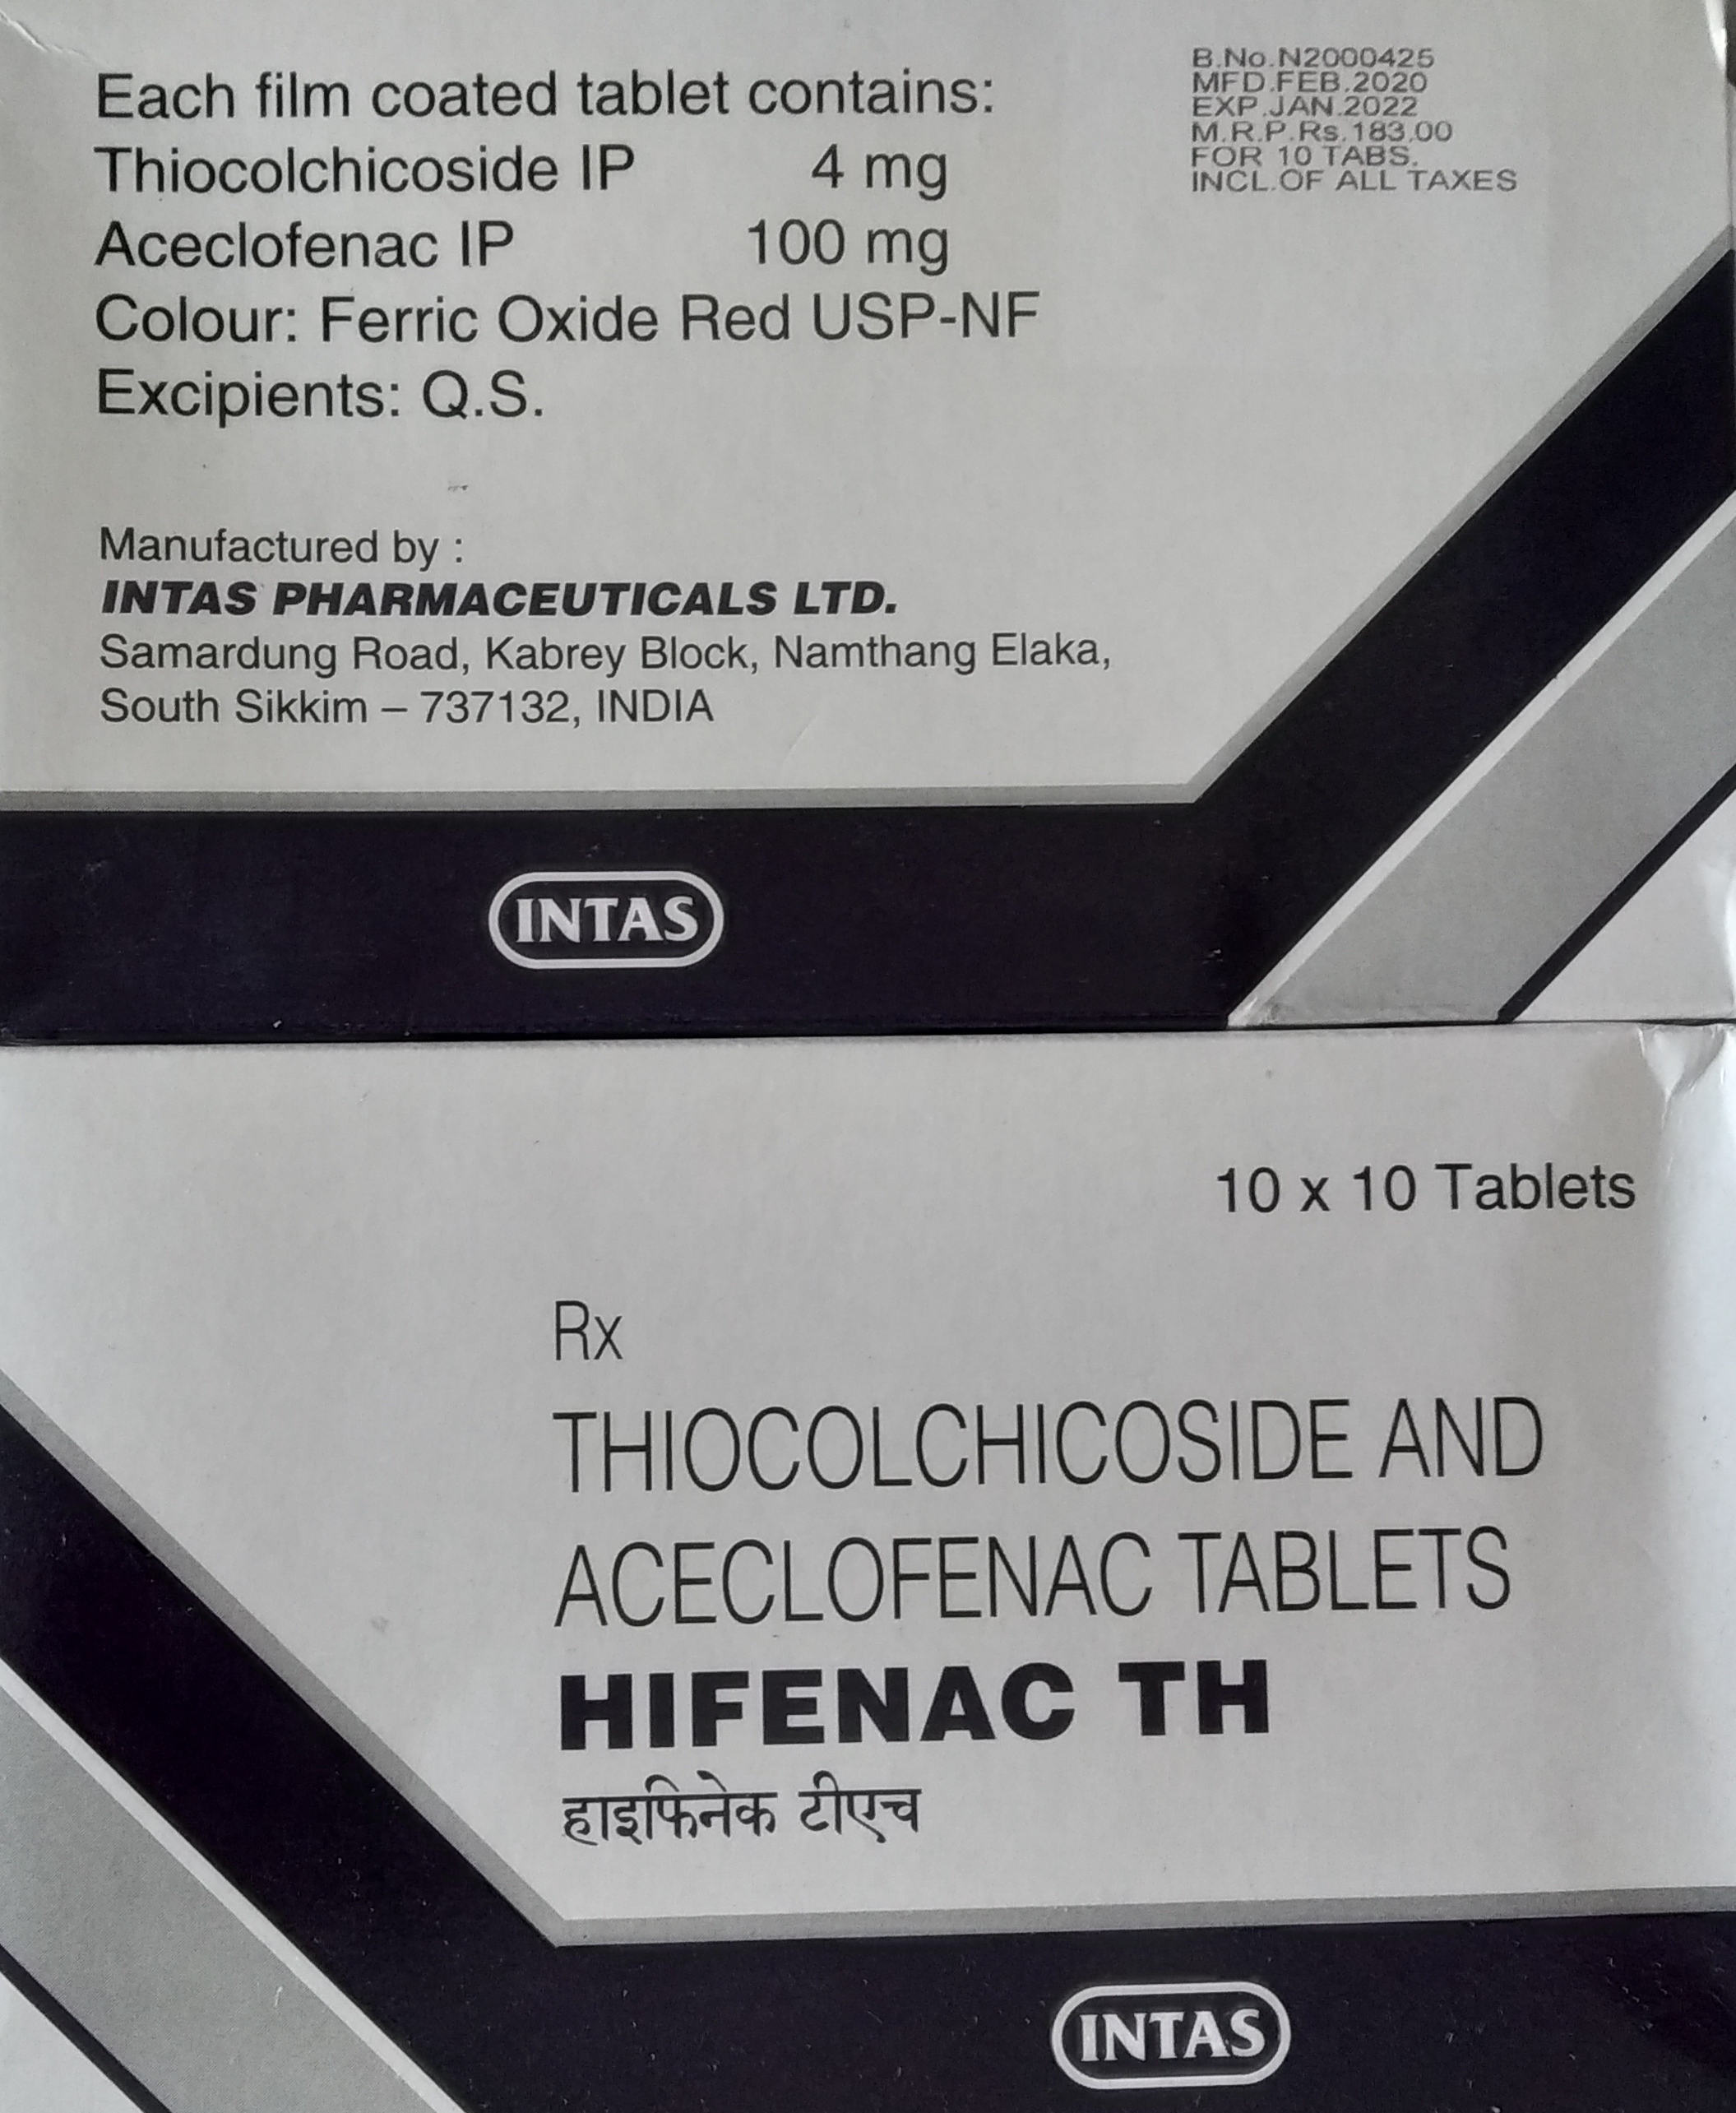 Each film coated tablet contains:
Thiocolchicoside IP 4 mg
Aceclofenac IP 100 mg
Colour: Ferric Oxide Red USP-NF
Excipients: Q.S.
B.No.N2000425
MFD.FEB.2020
EXP.JAN.2022
M.R.P.Rs.183.00
FOR 10 TABS.
INCL.OF ALL TAXES
Manufactured by :
INTAS PHARMACEUTICALS LTD.
Samardung Road, Kabrey Block, Namthang Elaka,
South Sikkim – 737132, INDIA
INTAS
10 x 10 Tablets
Rx
THIOCOLCHICOSIDE AND
ACECLOFENAC TABLETS
HIFENAC TH
हाइफिनेक टीएच
INTAS